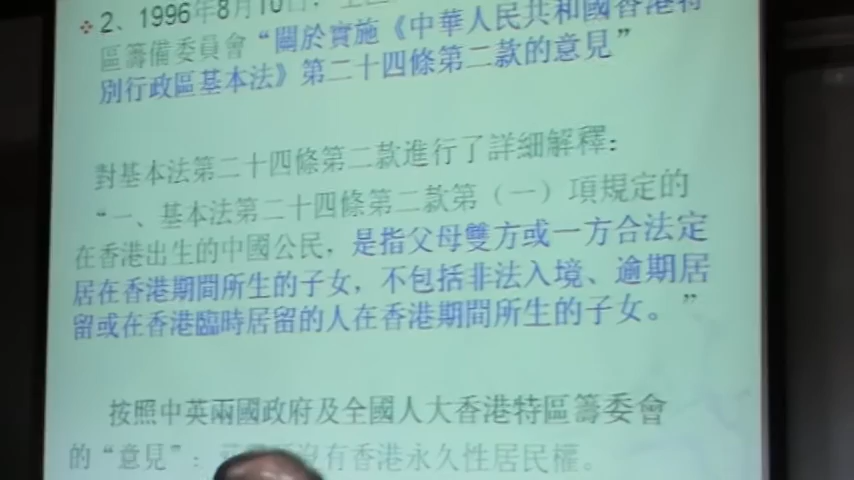 2、1996年8月10日，
區籌備委員會“關於實施《中華人民共和國香港特
別行政區基本法》第二十四條第二款的意見”
對基本法第二十四條第二款進行了詳細解釋：
“一、基本法第二十四條第二款第（一）項規定的
在香港出生的中國公民，是指父母雙方或一方合法定
居在香港期間所生的子女，不包括非法入境、逾期居
留或在香港臨時居留的人在香港期間所生的子女。”
按照中英兩國政府及全國人大香港特區籌委會
的“意見”：沒有香港永久性居民權。